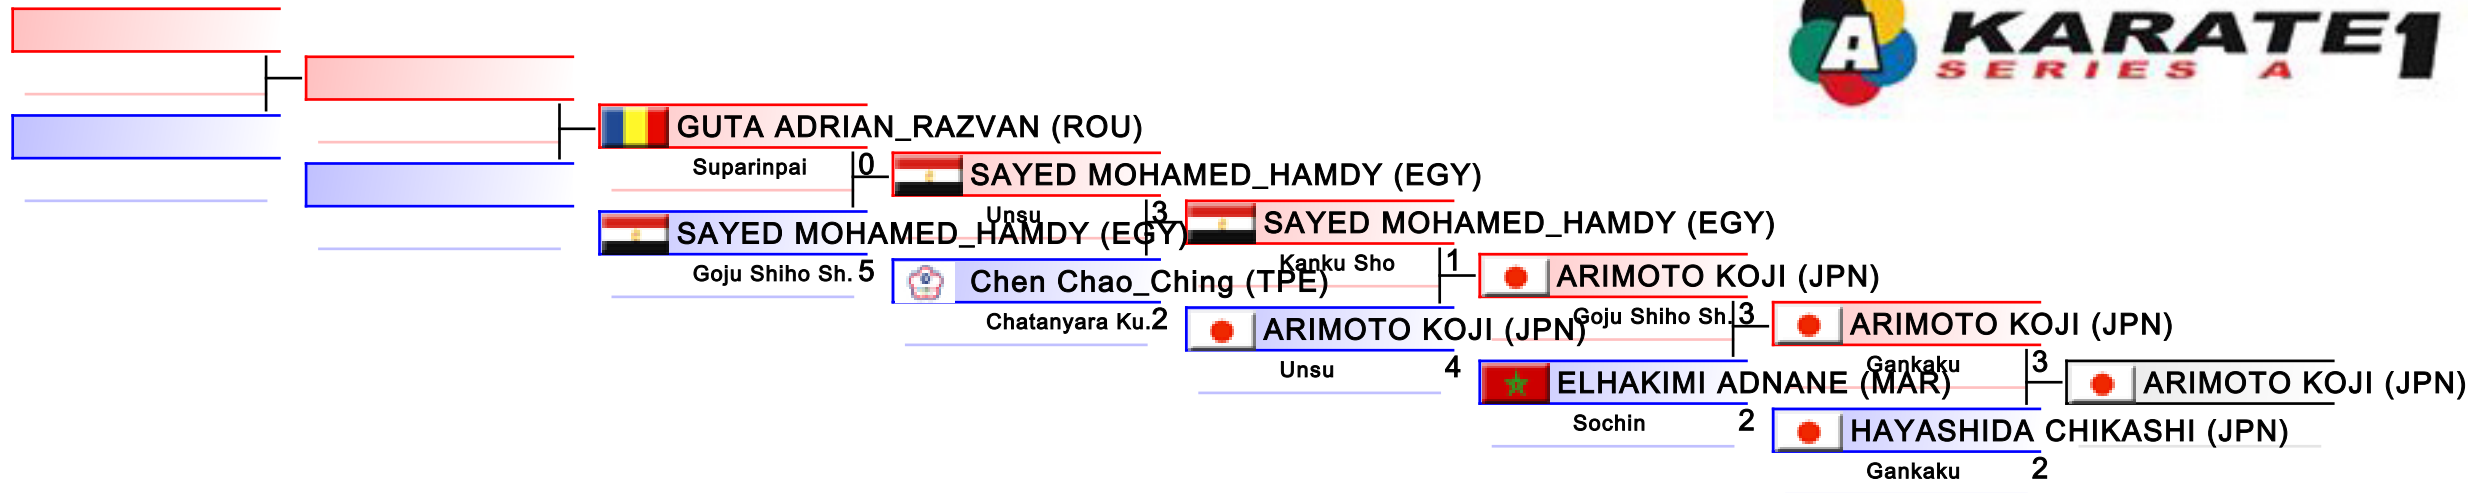 A
KARATE1
SERIES A
GUTA ADRIAN_RAZVAN (ROU)
Suparinpai
0
SAYED MOHAMED_HAMDY (EGY)
Goju Shiho Sh.
5
SAYED MOHAMED_HAMDY (EGY)
Unsu
3
Chen Chao_Ching (TPE)
Chatanyara Ku.
2
SAYED MOHAMED_HAMDY (EGY)
Kanku Sho
1
ARIMOTO KOJI (JPN)
Unsu
4
ARIMOTO KOJI (JPN)
Goju Shiho Sh.
3
ELHAKIMI ADNANE (MAR)
Sochin
2
ARIMOTO KOJI (JPN)
Gankaku
3
HAYASHIDA CHIKASHI (JPN)
Gankaku
2
ARIMOTO KOJI (JPN)